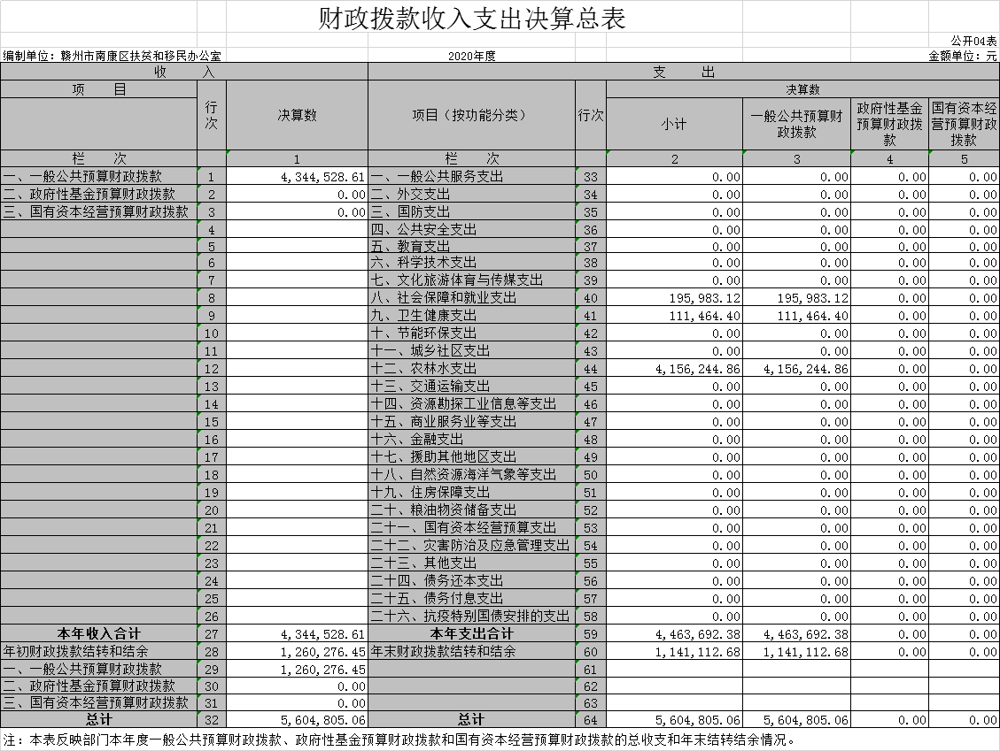 财政拨款收入支出决算总表
公开04表
编制单位：赣州市南康区扶贫和移民办公室 2020年度 金额单位：元
收 入 支 出
项 目 行次 决算数 项目（按功能分类） 行次 决算数
小计 一般公共预算财政拨款 政府性基金预算财政拨款 国有资本经营预算财政拨款
栏 次 1 栏 次 2 3 4 5
一、一般公共预算财政拨款 1 4,344,528.61 一、一般公共服务支出 33 0.00 0.00 0.00 0.00
二、政府性基金预算财政拨款 2 0.00 二、外交支出 34 0.00 0.00 0.00 0.00
三、国有资本经营预算财政拨款 3 0.00 三、国防支出 35 0.00 0.00 0.00 0.00
4 四、公共安全支出 36 0.00 0.00 0.00 0.00
5 五、教育支出 37 0.00 0.00 0.00 0.00
6 六、科学技术支出 38 0.00 0.00 0.00 0.00
7 七、文化旅游体育与传媒支出 39 0.00 0.00 0.00 0.00
8 八、社会保障和就业支出 40 195,983.12 195,983.12 0.00 0.00
9 九、卫生健康支出 41 111,464.40 111,464.40 0.00 0.00
10 十、节能环保支出 42 0.00 0.00 0.00 0.00
11 十一、城乡社区支出 43 0.00 0.00 0.00 0.00
12 十二、农林水支出 44 4,156,244.86 4,156,244.86 0.00 0.00
13 十三、交通运输支出 45 0.00 0.00 0.00 0.00
14 十四、资源勘探工业信息等支出 46 0.00 0.00 0.00 0.00
15 十五、商业服务业等支出 47 0.00 0.00 0.00 0.00
16 十六、金融支出 48 0.00 0.00 0.00 0.00
17 十七、援助其他地区支出 49 0.00 0.00 0.00 0.00
18 十八、自然资源海洋气象等支出 50 0.00 0.00 0.00 0.00
19 十九、住房保障支出 51 0.00 0.00 0.00 0.00
20 二十、粮油物资储备支出 52 0.00 0.00 0.00 0.00
21 二十一、国有资本经营预算支出 53 0.00 0.00 0.00 0.00
22 二十二、灾害防治及应急管理支出 54 0.00 0.00 0.00 0.00
23 二十三、其他支出 55 0.00 0.00 0.00 0.00
24 二十四、债务还本支出 56 0.00 0.00 0.00 0.00
25 二十五、债务付息支出 57 0.00 0.00 0.00 0.00
26 二十六、抗疫特别国债安排的支出 58 0.00 0.00 0.00 0.00
本年收入合计 27 4,344,528.61 本年支出合计 59 4,463,692.38 4,463,692.38 0.00 0.00
年初财政拨款结转和结余 28 1,260,276.45 年末财政拨款结转和结余 60 1,141,112.68 1,141,112.68 0.00 0.00
一、一般公共预算财政拨款 29 1,260,276.45 61
二、政府性基金预算财政拨款 30 0.00 62
三、国有资本经营预算财政拨款 31 0.00 63
总计 32 5,604,805.06 总计 64 5,604,805.06 5,604,805.06 0.00 0.00
注：本表反映部门本年度一般公共预算财政拨款、政府性基金预算财政拨款和国有资本经营预算财政拨款的总收支和年末结转结余情况。